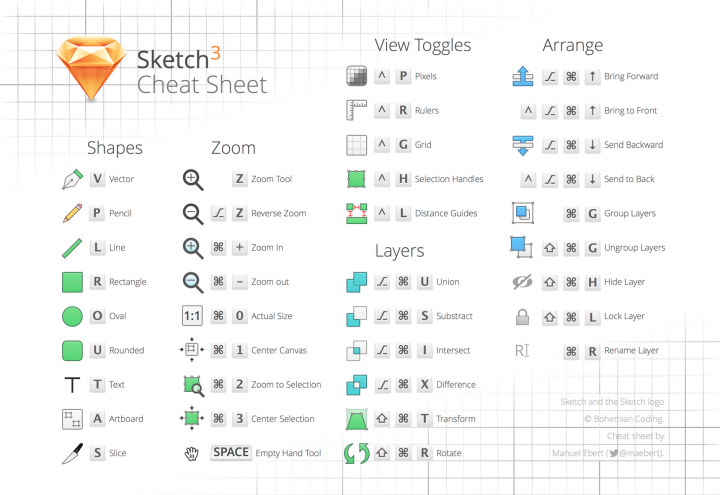 Sketch3
Cheat Sheet
Shapes
V Vector
P Pencil
L Line
R Rectangle
O Oval
U Rounded
T T Text
A Artboard
S Slice
Zoom
Z Zoom Tool
⌥ Z Reverse Zoom
⌘ + Zoom In
⌘ – Zoom out
1:1 ⌘ 0 Actual Size
⌘ 1 Center Canvas
⌘ 2 Zoom to Selection
⌘ 3 Center Selection
SPACE Empty Hand Tool
View Toggles
^ P Pixels
^ R Rulers
^ G Grid
^ H Selection Handles
^ L Distance Guides
Layers
⌥ ⌘ U Union
⌥ ⌘ S Substract
⌥ ⌘ I Intersect
⌥ ⌘ X Difference
⇧ ⌘ T Transform
⇧ ⌘ R Rotate
Arrange
⌥ ⌘ ↑ Bring Forward
^ ⌥ ⌘ ↑ Bring to Front
⌥ ⌘ ↓ Send Backward
^ ⌥ ⌘ ↓ Send to Back
⌘ G Group Layers
⇧ ⌘ G Ungroup Layers
⇧ ⌘ H Hide Layer
⇧ ⌘ L Lock Layer
R ⌘ R Rename Layer
Sketch and the Sketch logo
© Bohemian Coding.
Cheat sheet by
Manuel Ebert (@maebert).